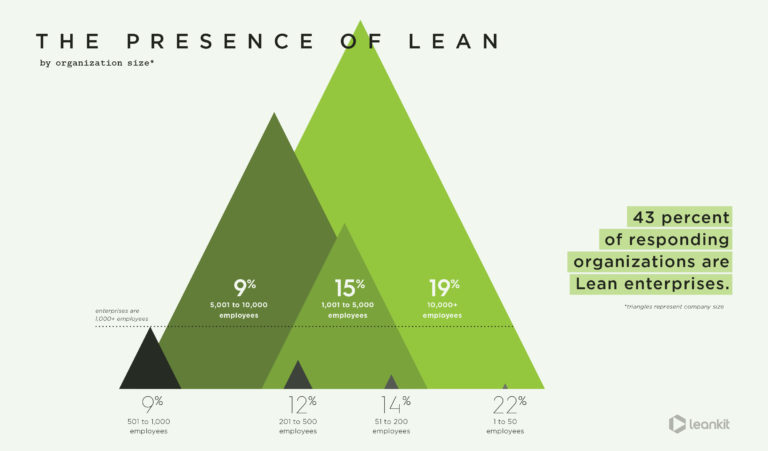 THE PRESENCE OF LEAN
by organization size*
43 percent
of responding
organizations are
Lean enterprises.
*triangles represent company size
9%
5,001 to 10,000
employees
15%
1,001 to 5,000
employees
19%
10,000+
employees
enterprises are
1,000+ employees
9%
501 to 1,000
employees
12%
201 to 500
employees
14%
51 to 200
employees
22%
1 to 50
employees
leankit